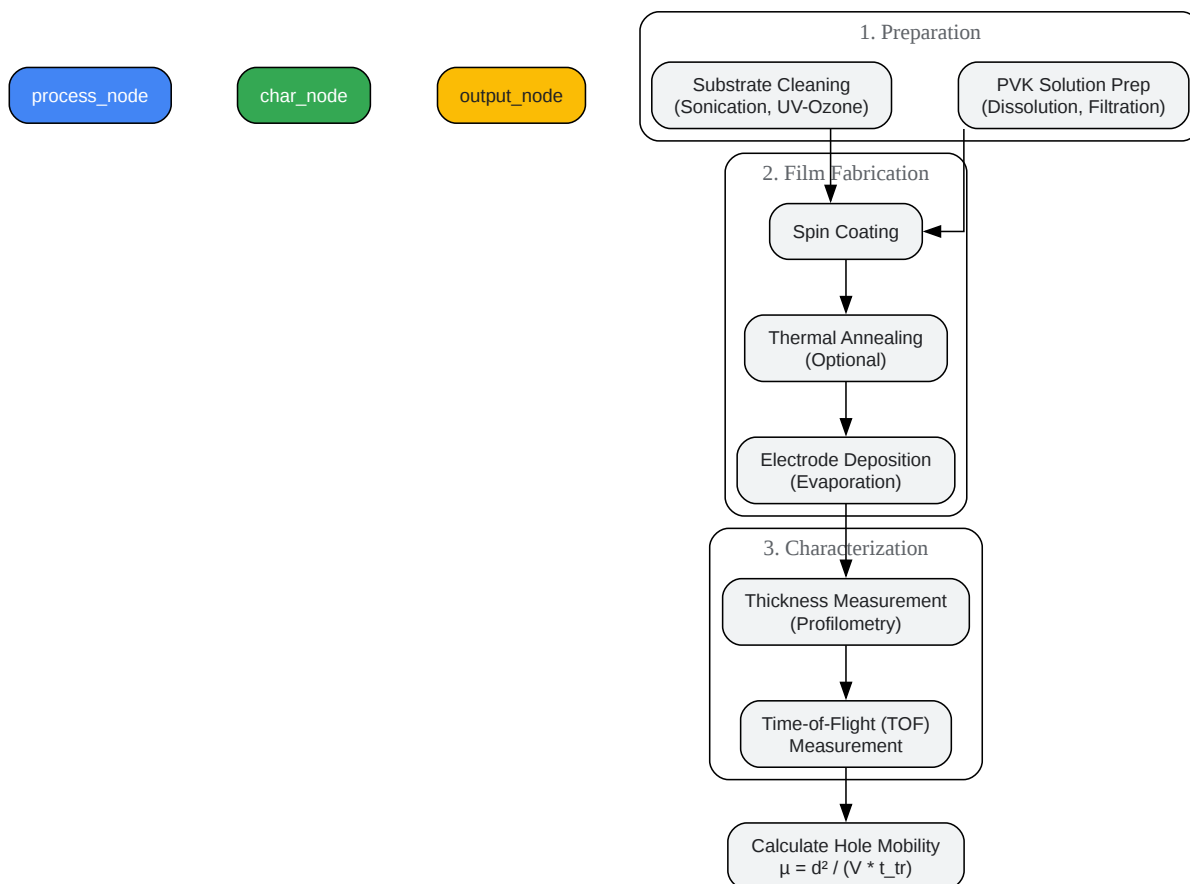 process_node
char_node
output_node
1. Preparation
Substrate Cleaning
(Sonication, UV-Ozone)
PVK Solution Prep
(Dissolution, Filtration)
2. Film Fabrication
Spin Coating
Thermal Annealing
(Optional)
Electrode Deposition
(Evaporation)
3. Characterization
Thickness Measurement
(Profilometry)
Time-of-Flight (TOF)
Measurement
Calculate Hole Mobility
μ = d² / (V * t_tr)